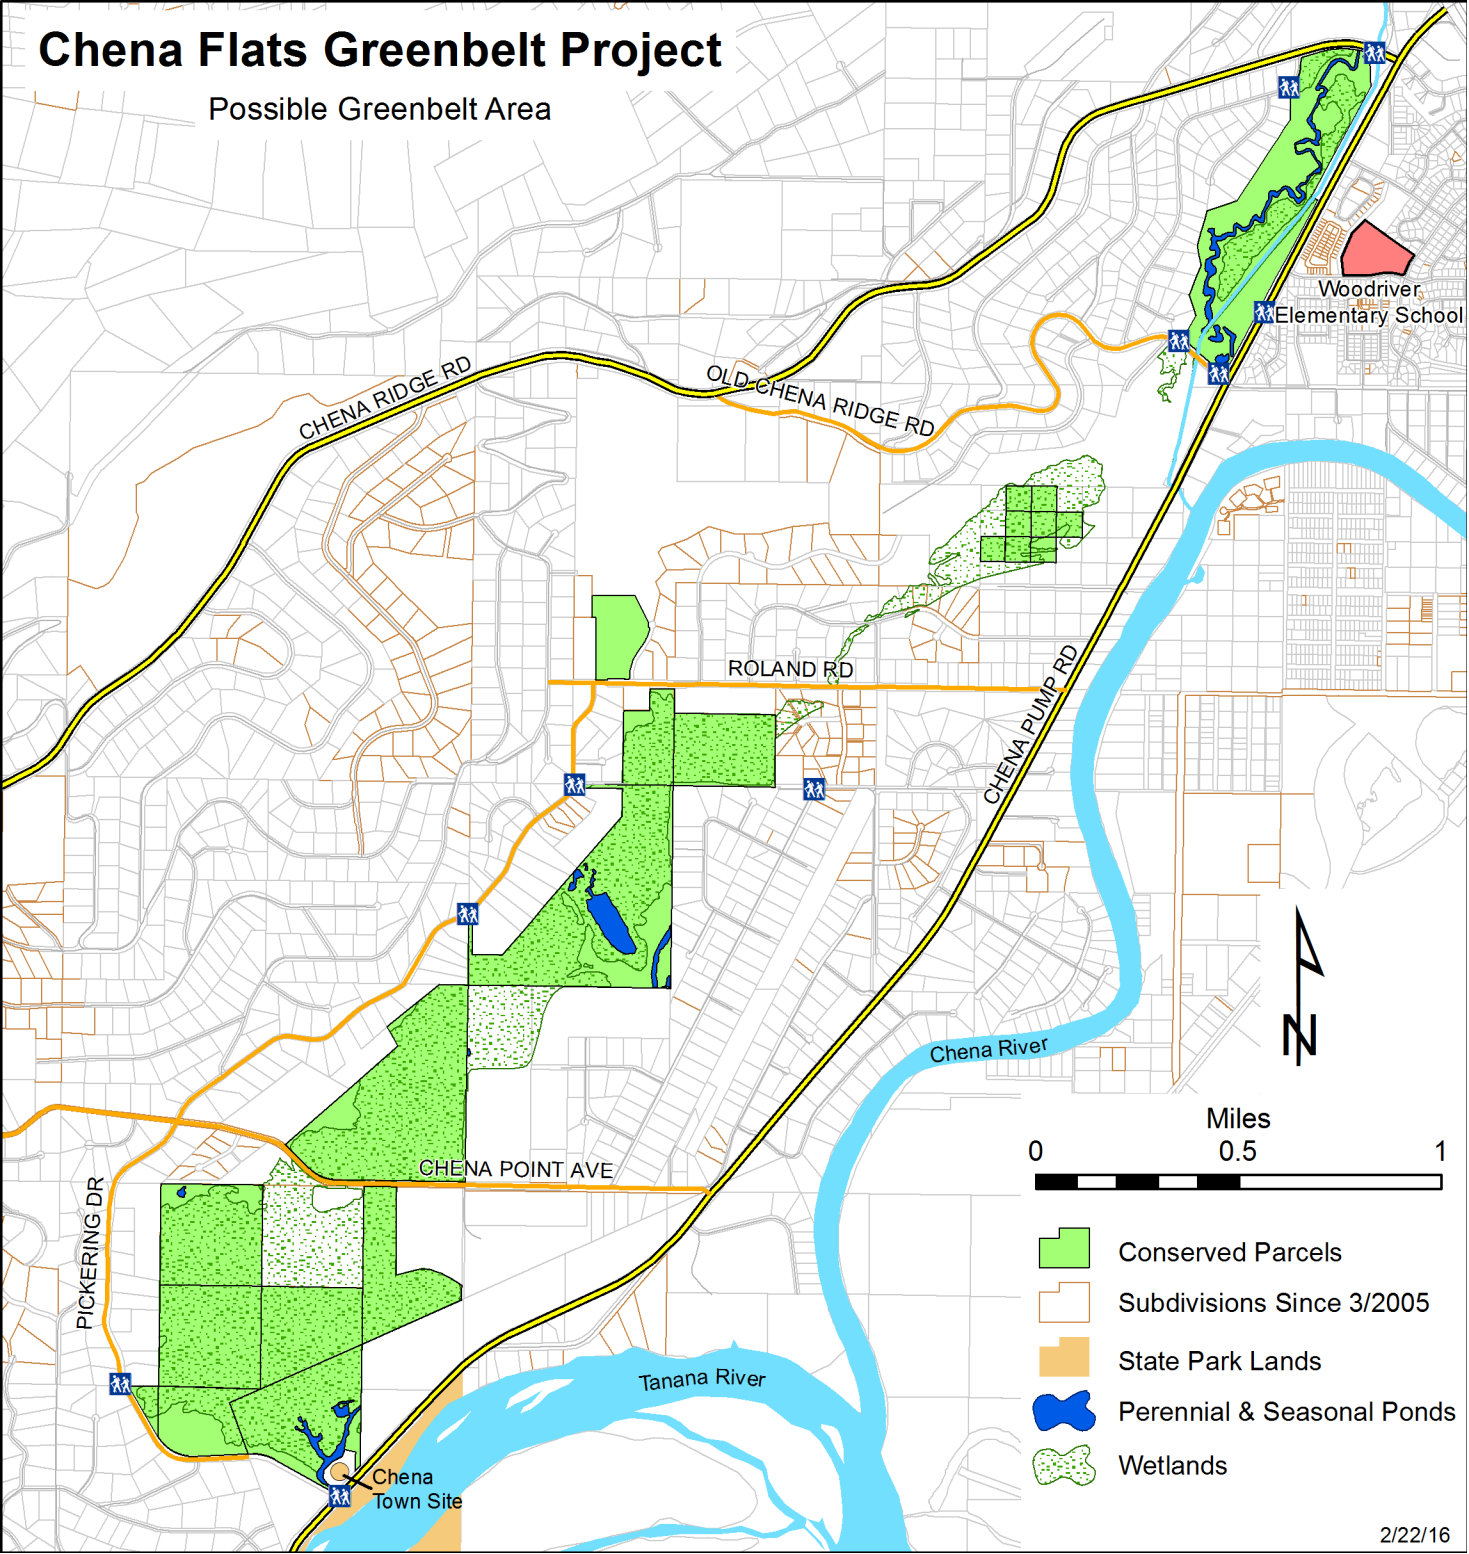 Chena Flats Greenbelt Project
Possible Greenbelt Area
Woodriver
Elementary School
CHENA RIDGE RD
OLD CHENA RIDGE RD
ROLAND RD
CHENA PUMP RD
Chena River
CHENA POINT AVE
PICKERING DR
Tanana River
Chena
Town Site
N
Miles
0 0.5 1
Conserved Parcels
Subdivisions Since 3/2005
State Park Lands
Perennial & Seasonal Ponds
Wetlands
2/22/16